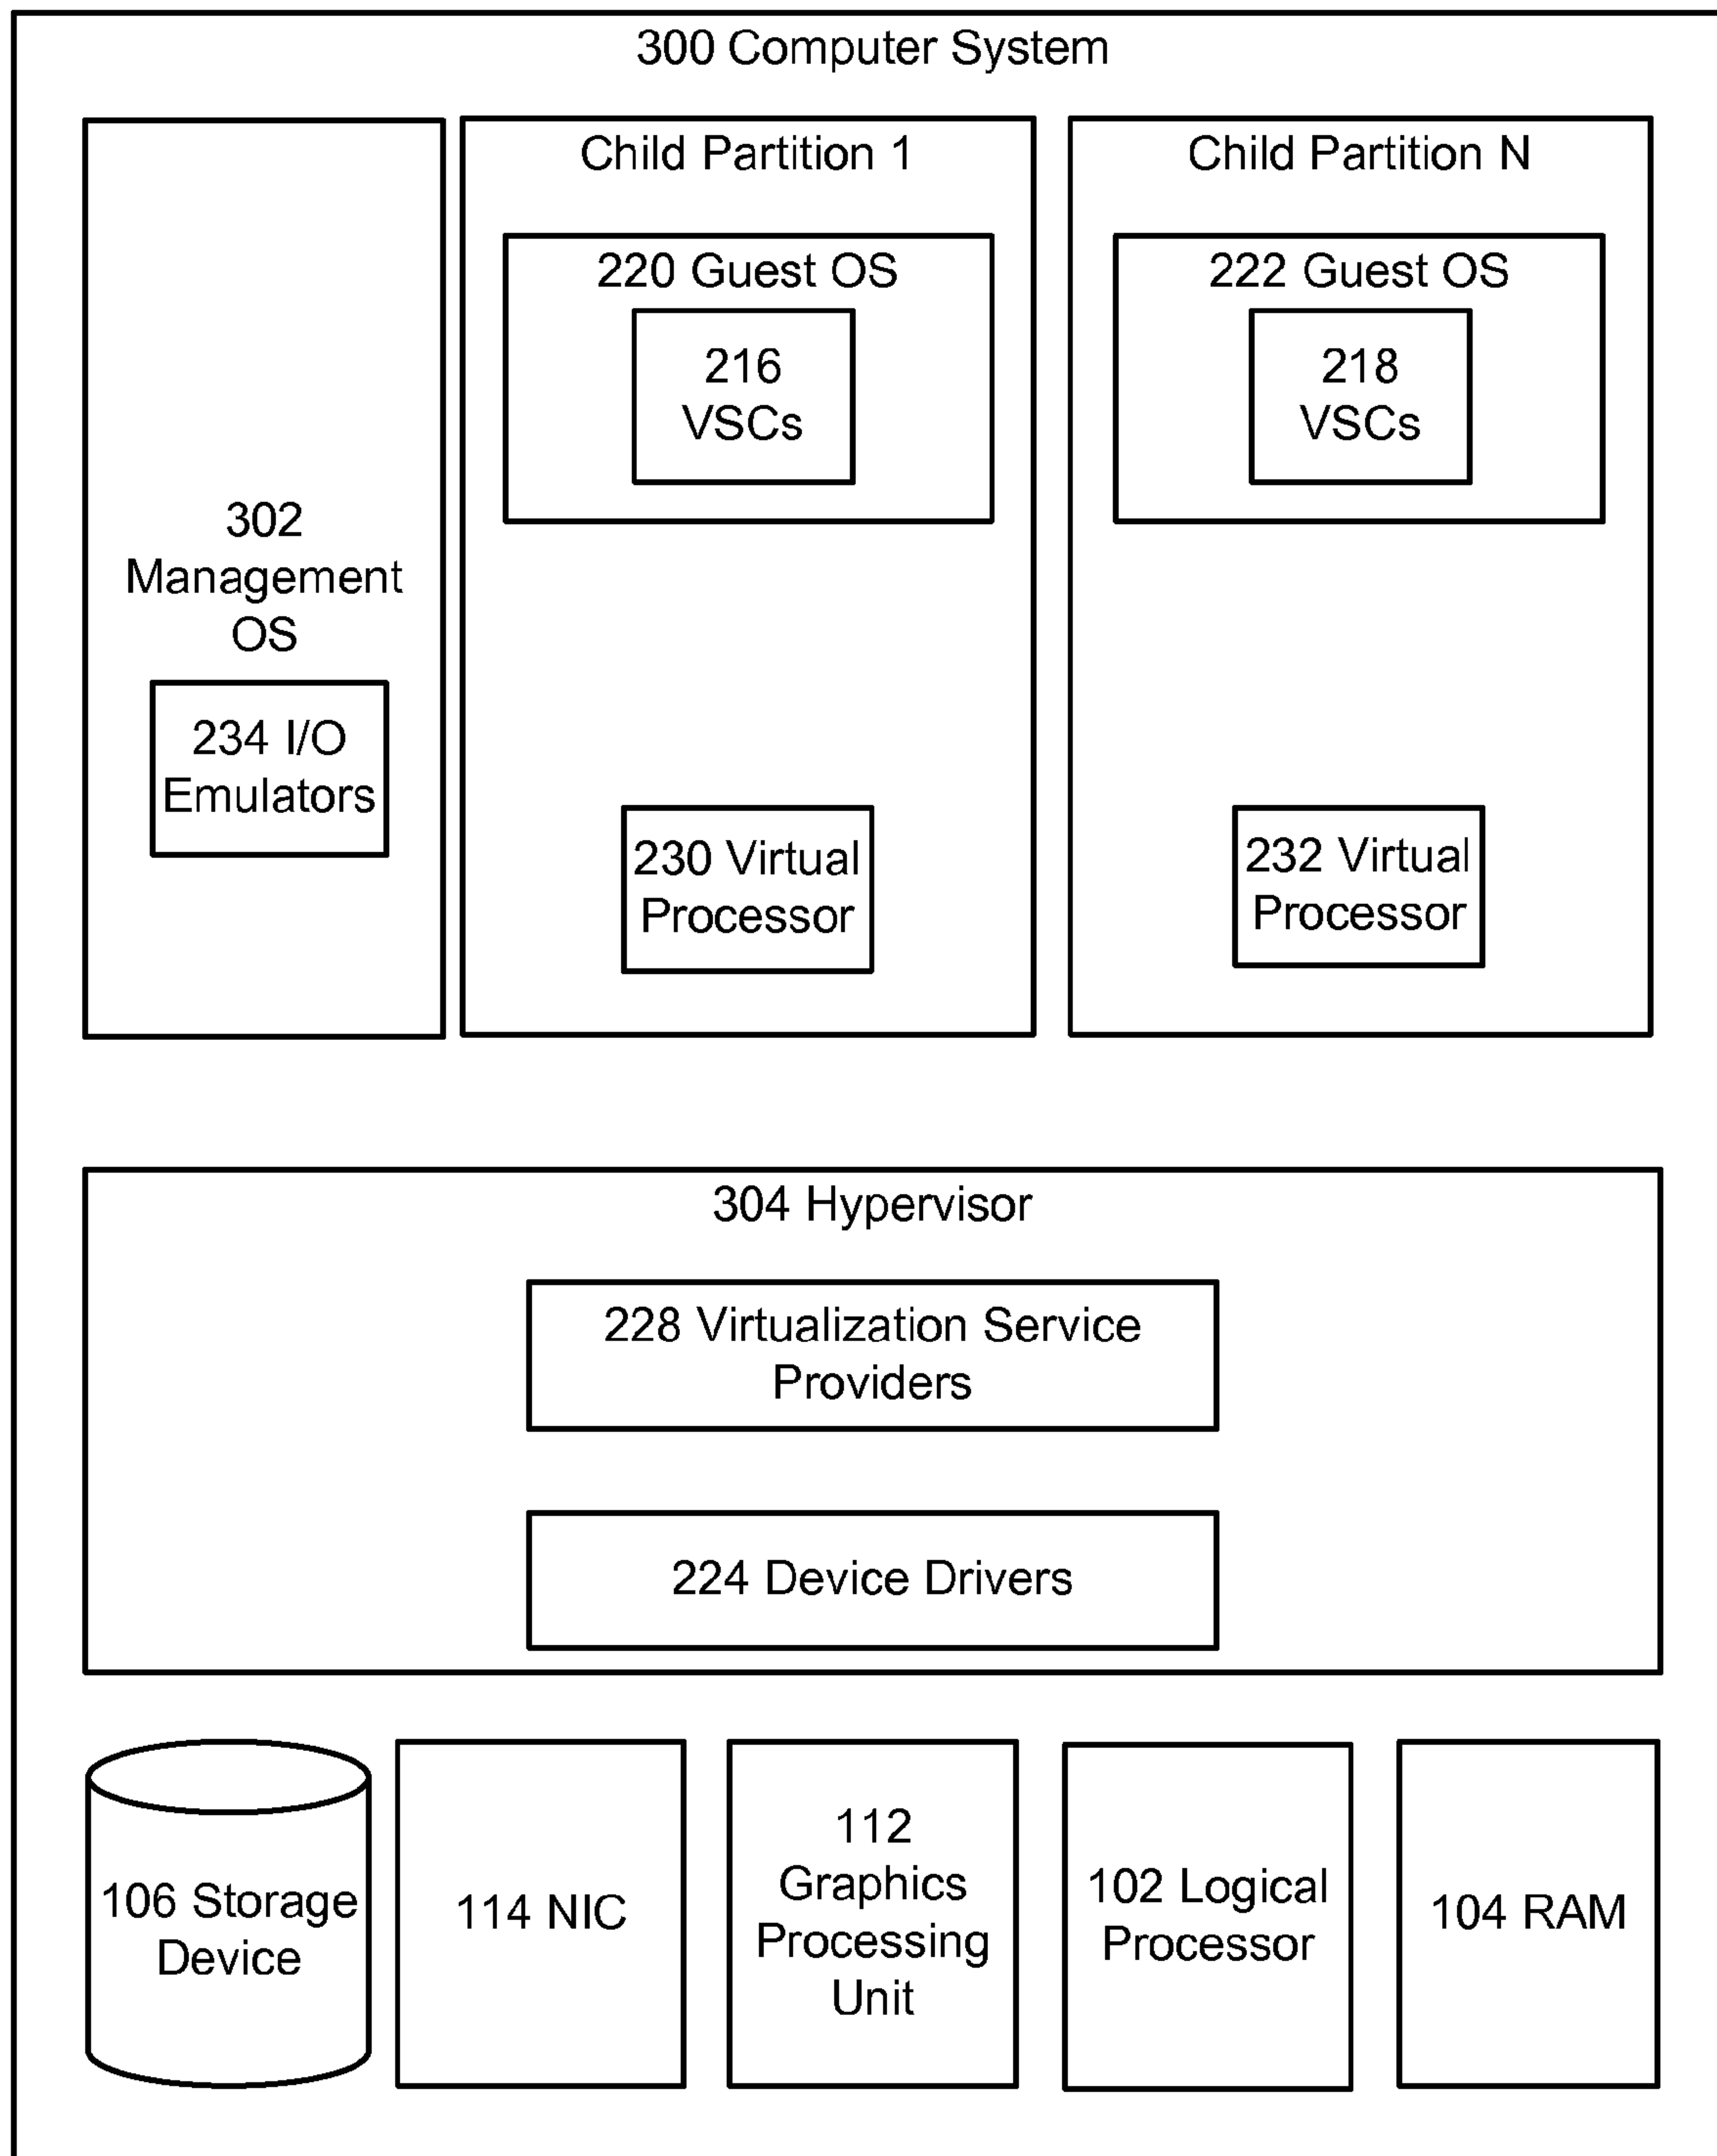 300 Computer System
302
Management
OS
234 I/O
Emulators
Child Partition 1
220 Guest OS
216
VSCs
230 Virtual
Processor
Child Partition N
222 Guest OS
218
VSCs
232 Virtual
Processor
304 Hypervisor
228 Virtualization Service
Providers
224 Device Drivers
106 Storage
Device
114 NIC
112
Graphics
Processing
Unit
102 Logical
Processor
104 RAM